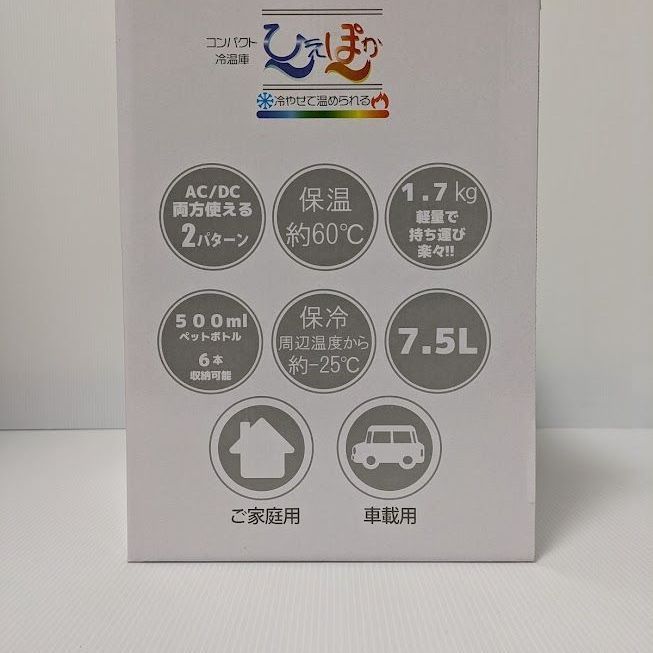 コンパクト
冷温庫
ひえぽか
冷やせて温められる
AC/DC
両方使える
2パターン
保温
約60℃
1.7kg
軽量で
持ち運び
楽々!!
500ml
ペットボトル
6本
収納可能
保冷
周辺温度から
約-25℃
7.5L
ご家庭用
車載用